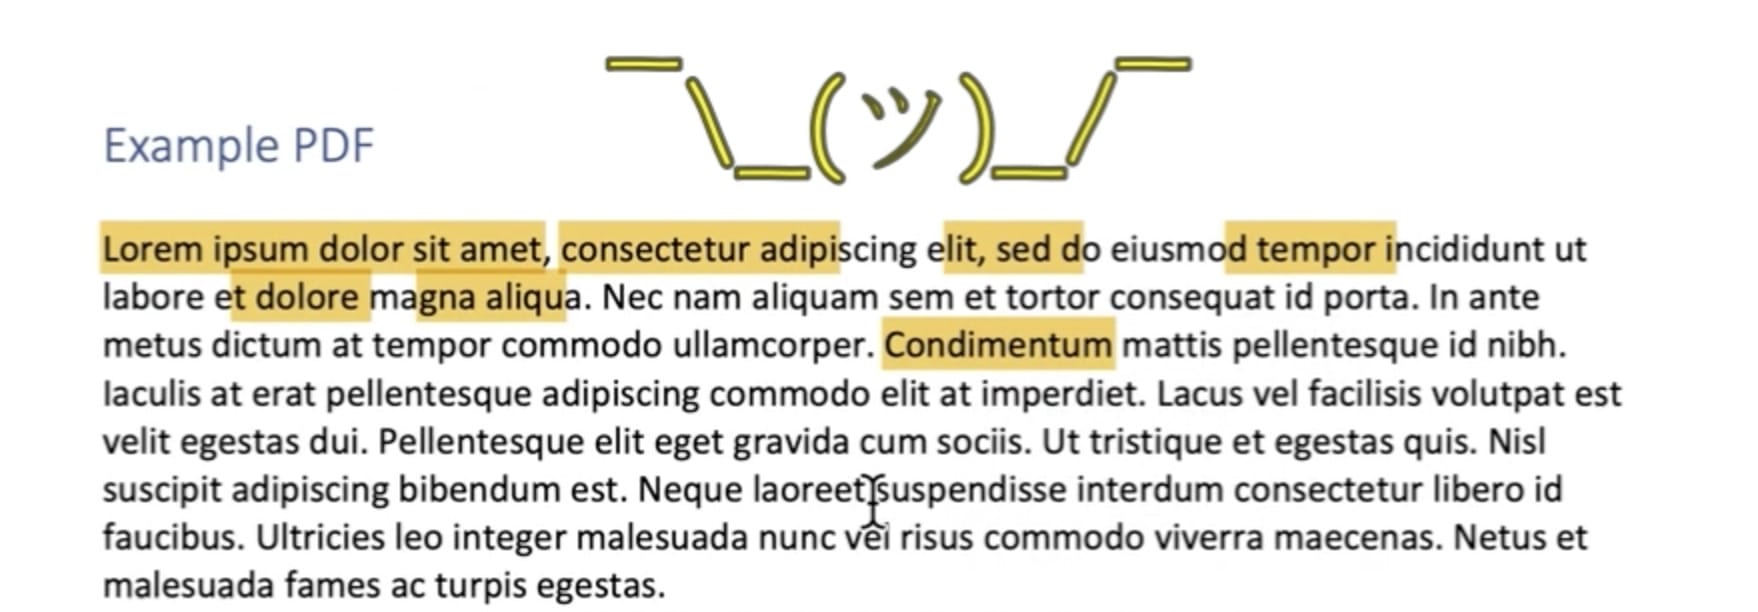 ¯\_(ツ)_/¯
Example PDF
Lorem ipsum dolor sit amet, consectetur adipiscing elit, sed do eiusmod tempor incididunt ut
labore et dolore magna aliqua. Nec nam aliquam sem et tortor consequat id porta. In ante
metus dictum at tempor commodo ullamcorper. Condimentum mattis pellentesque id nibh.
Iaculis at erat pellentesque adipiscing commodo elit at imperdiet. Lacus vel facilisis volutpat est
velit egestas dui. Pellentesque elit eget gravida cum sociis. Ut tristique et egestas quis. Nisl
suscipit adipiscing bibendum est. Neque laoreet suspendisse interdum consectetur libero id
faucibus. Ultricies leo integer malesuada nunc vel risus commodo viverra maecenas. Netus et
malesuada fames ac turpis egestas.